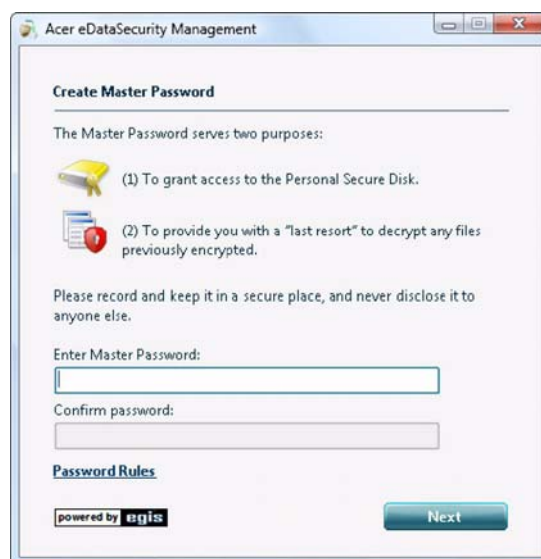 Acer eDataSecurity Management
Create Master Password
The Master Password serves two purposes:
(1) To grant access to the Personal Secure Disk.
(2) To provide you with a "last resort" to decrypt any files
previously encrypted.
Please record and keep it in a secure place, and never disclose it to
anyone else.
Enter Master Password:
Confirm password:
Password Rules
powered by egis
Next